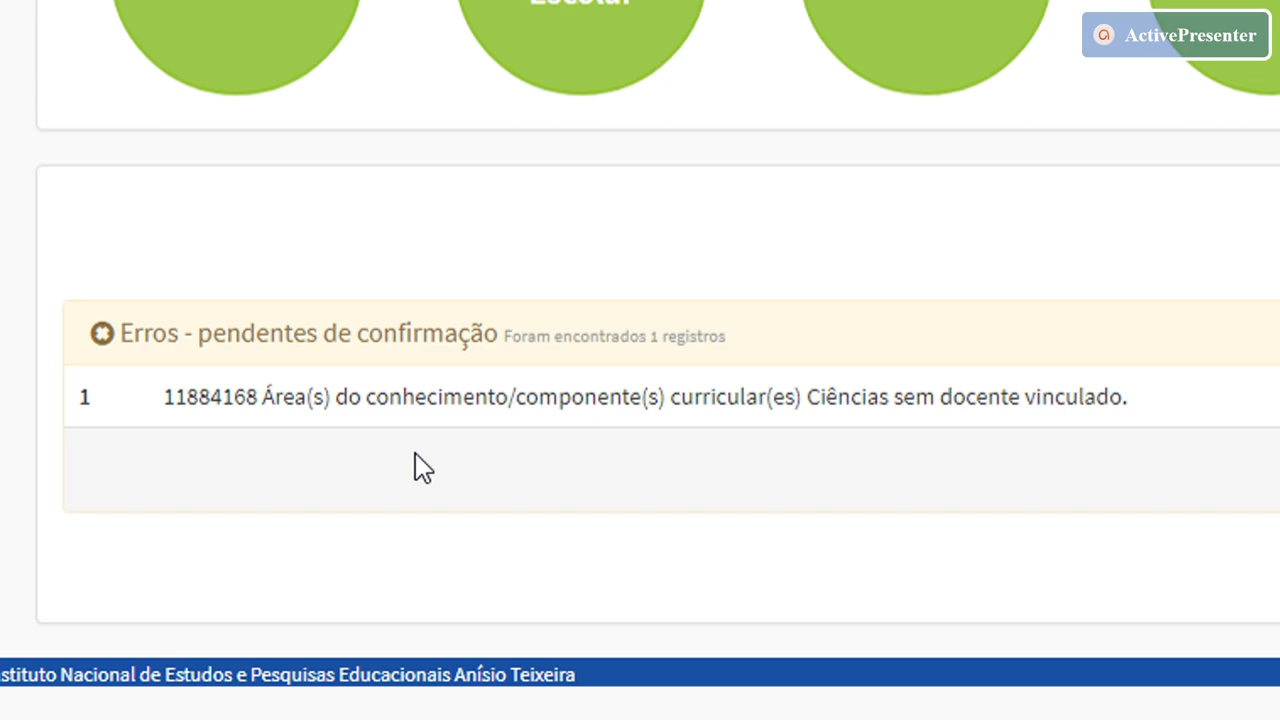 Escolar
ActivePresenter
Erros - pendentes de confirmação Foram encontrados 1 registros
1 11884168 Área(s) do conhecimento/componente(s) curricular(es) Ciências sem docente vinculado.
stituto Nacional de Estudos e Pesquisas Educacionais Anísio Teixeira